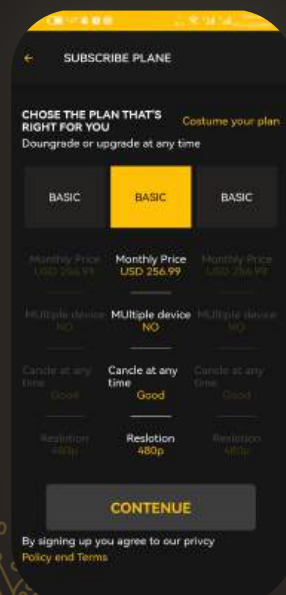 SUBSCRIBE PLANE
CHOSE THE PLAN THAT'S
RIGHT FOR YOU
Costume your plan
Doungrade or upgrade at any time
BASIC BASIC BASIC
Monthly Price Monthly Price Monthly Price
USD 256.99 USD 256.99 USD 256.99
MUltiple device MUltiple device MUltiple device
NO NO NO
Candle at any Candle at any Candle at any
time time time
Good Good Good
Reslotion Reslotion Reslotion
480p 480p 480p
CONTENUE
By signing up you agree to our privcy
Policy end Terms